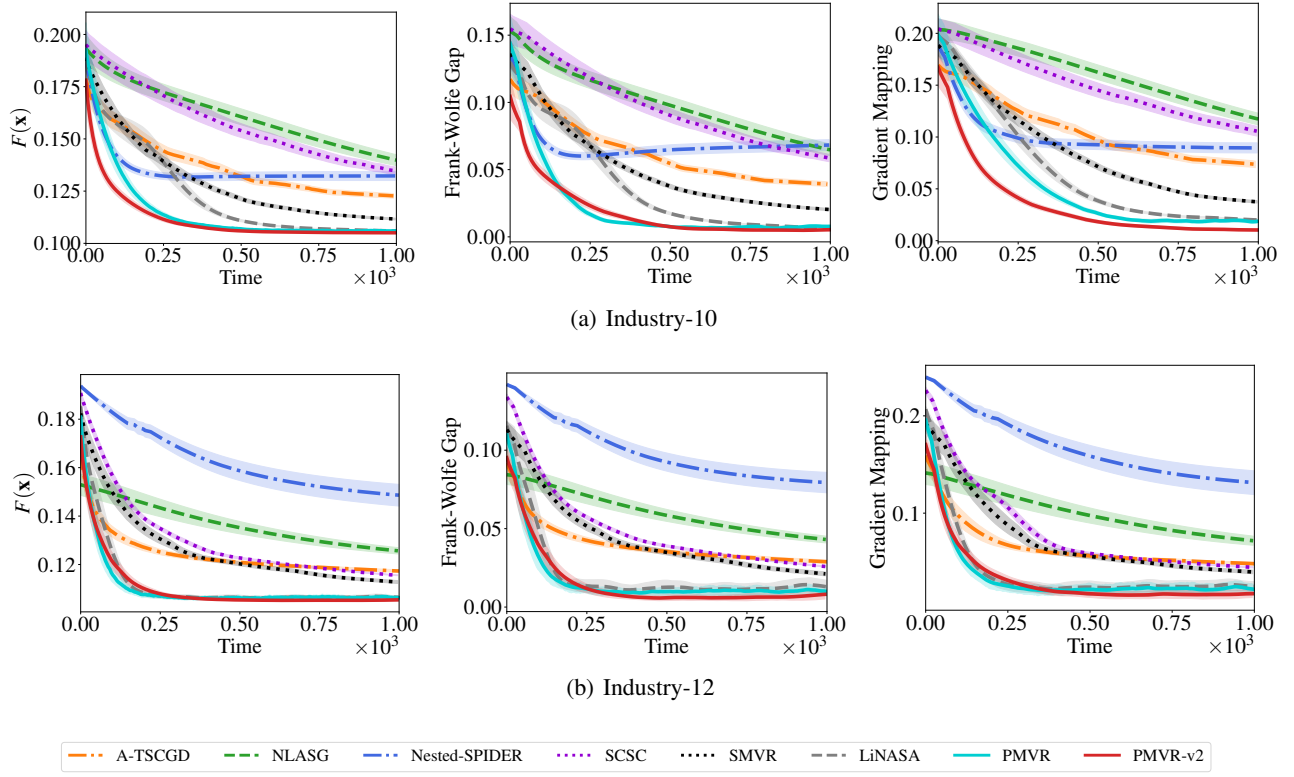 F(x)
0.200
0.175
0.150
0.125
0.100
0.00 0.25 0.50 0.75 1.00
Time ×10³
Frank-Wolfe Gap
0.15
0.10
0.05
0.00
0.00 0.25 0.50 0.75 1.00
Time ×10³
Gradient Mapping
0.20
0.15
0.10
0.05
0.00
0.00 0.25 0.50 0.75 1.00
Time ×10³
(a) Industry-10
F(x)
0.18
0.16
0.14
0.12
0.00 0.25 0.50 0.75 1.00
Time ×10³
Frank-Wolfe Gap
0.10
0.05
0.00
0.00 0.25 0.50 0.75 1.00
Time ×10³
Gradient Mapping
0.2
0.1
0.00 0.25 0.50 0.75 1.00
Time ×10³
(b) Industry-12
A-TSCGD NLASG Nested-SPIDER SCSC SMVR LiNASA PMVR PMVR-v2